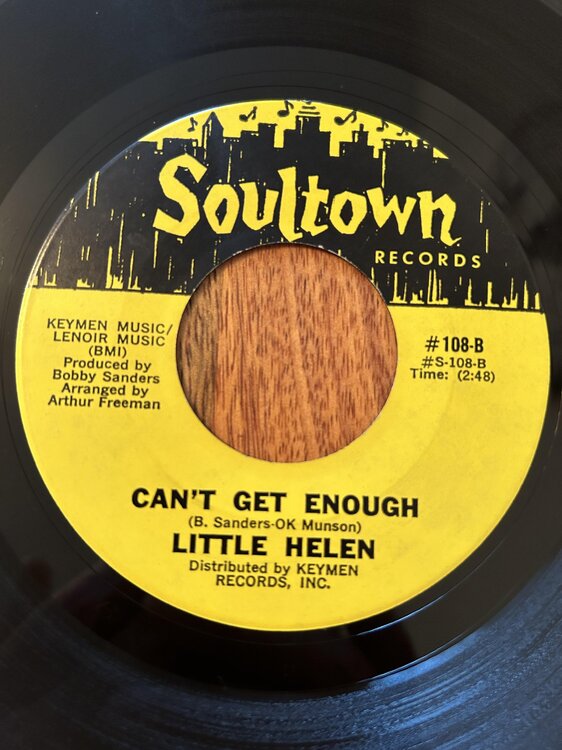 Soultown
RECORDS
KEYMEN MUSIC/
LENOIR MUSIC
(BMI)
Produced by
Bobby Sanders
Arranged by
Arthur Freeman
#108-B
#S-108-B
Time: (2:48)
CAN'T GET ENOUGH
(B. Sanders-OK Munson)
LITTLE HELEN
Distributed by KEYMEN
RECORDS, INC.